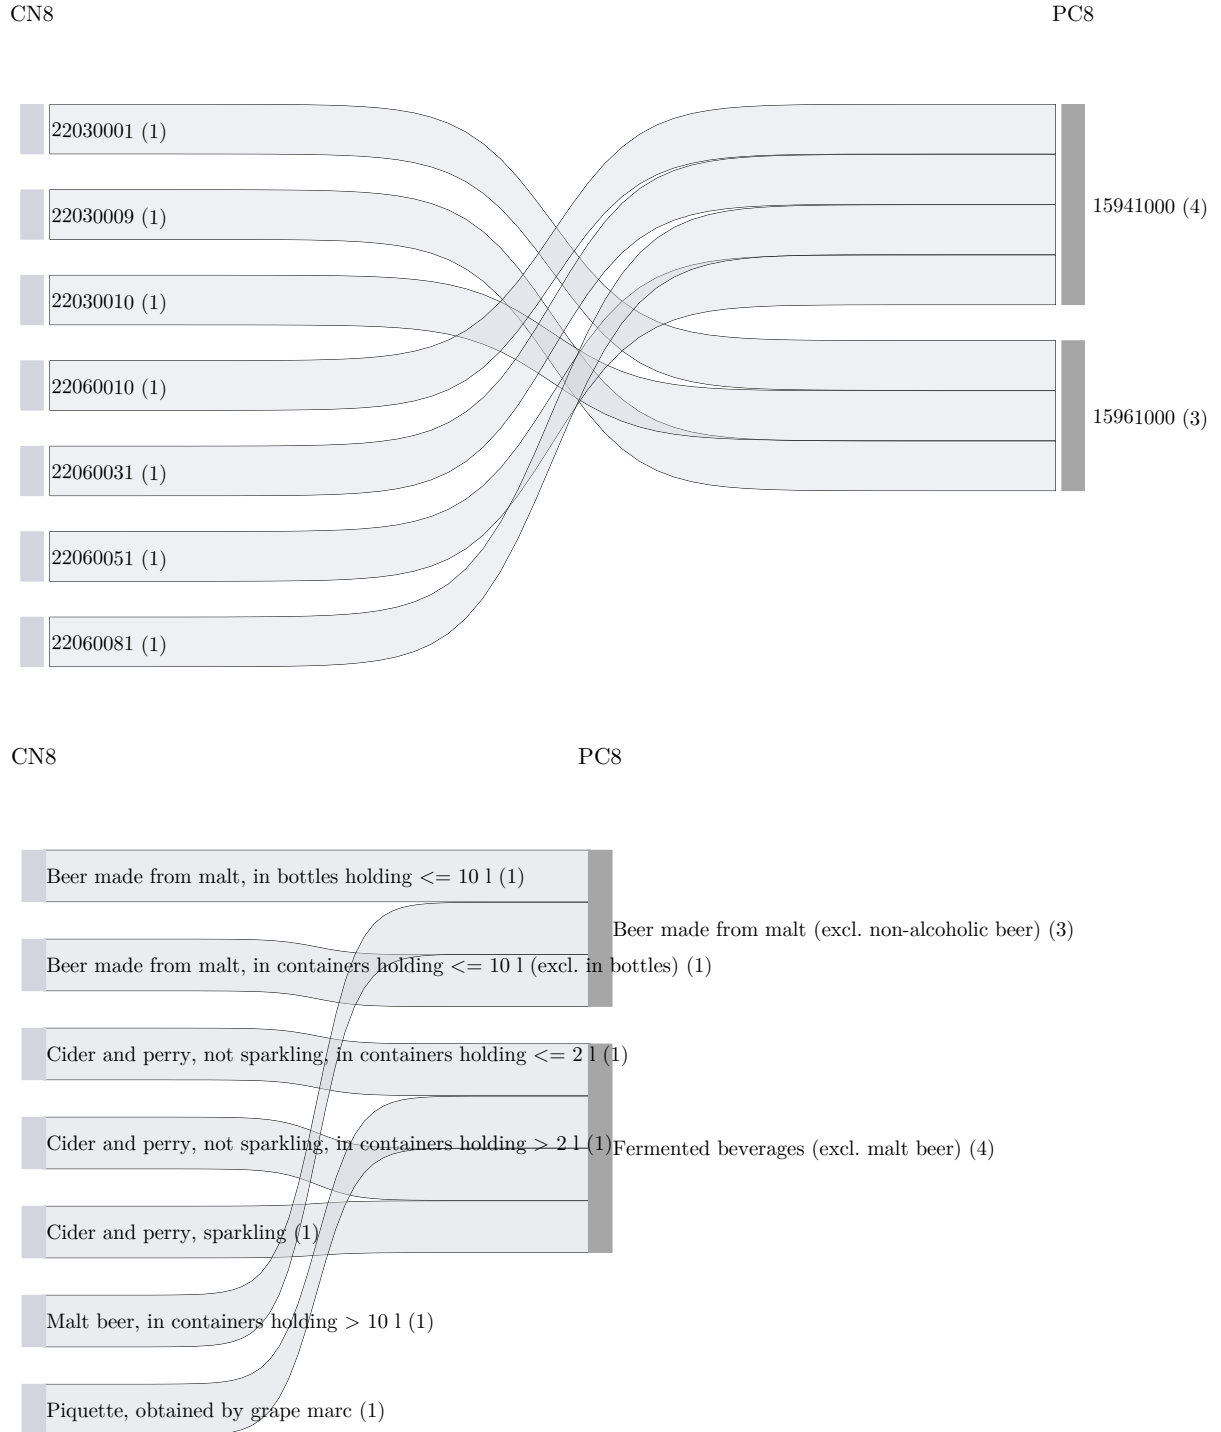 CN8 PC8
22030001 (1)
22030009 (1)
15941000 (4)
22030010 (1)
22060010 (1)
15961000 (3)
22060031 (1)
22060051 (1)
22060081 (1)
CN8 PC8
Beer made from malt, in bottles holding <= 10 l (1)
Beer made from malt (excl. non-alcoholic beer) (3)
Beer made from malt, in containers holding <= 10 l (excl. in bottles) (1)
Cider and perry, not sparkling, in containers holding <= 2 l (1)
Cider and perry, not sparkling, in containers holding > 2 l (1)
Fermented beverages (excl. malt beer) (4)
Cider and perry, sparkling (1)
Malt beer, in containers holding > 10 l (1)
Piquette, obtained by grape marc (1)